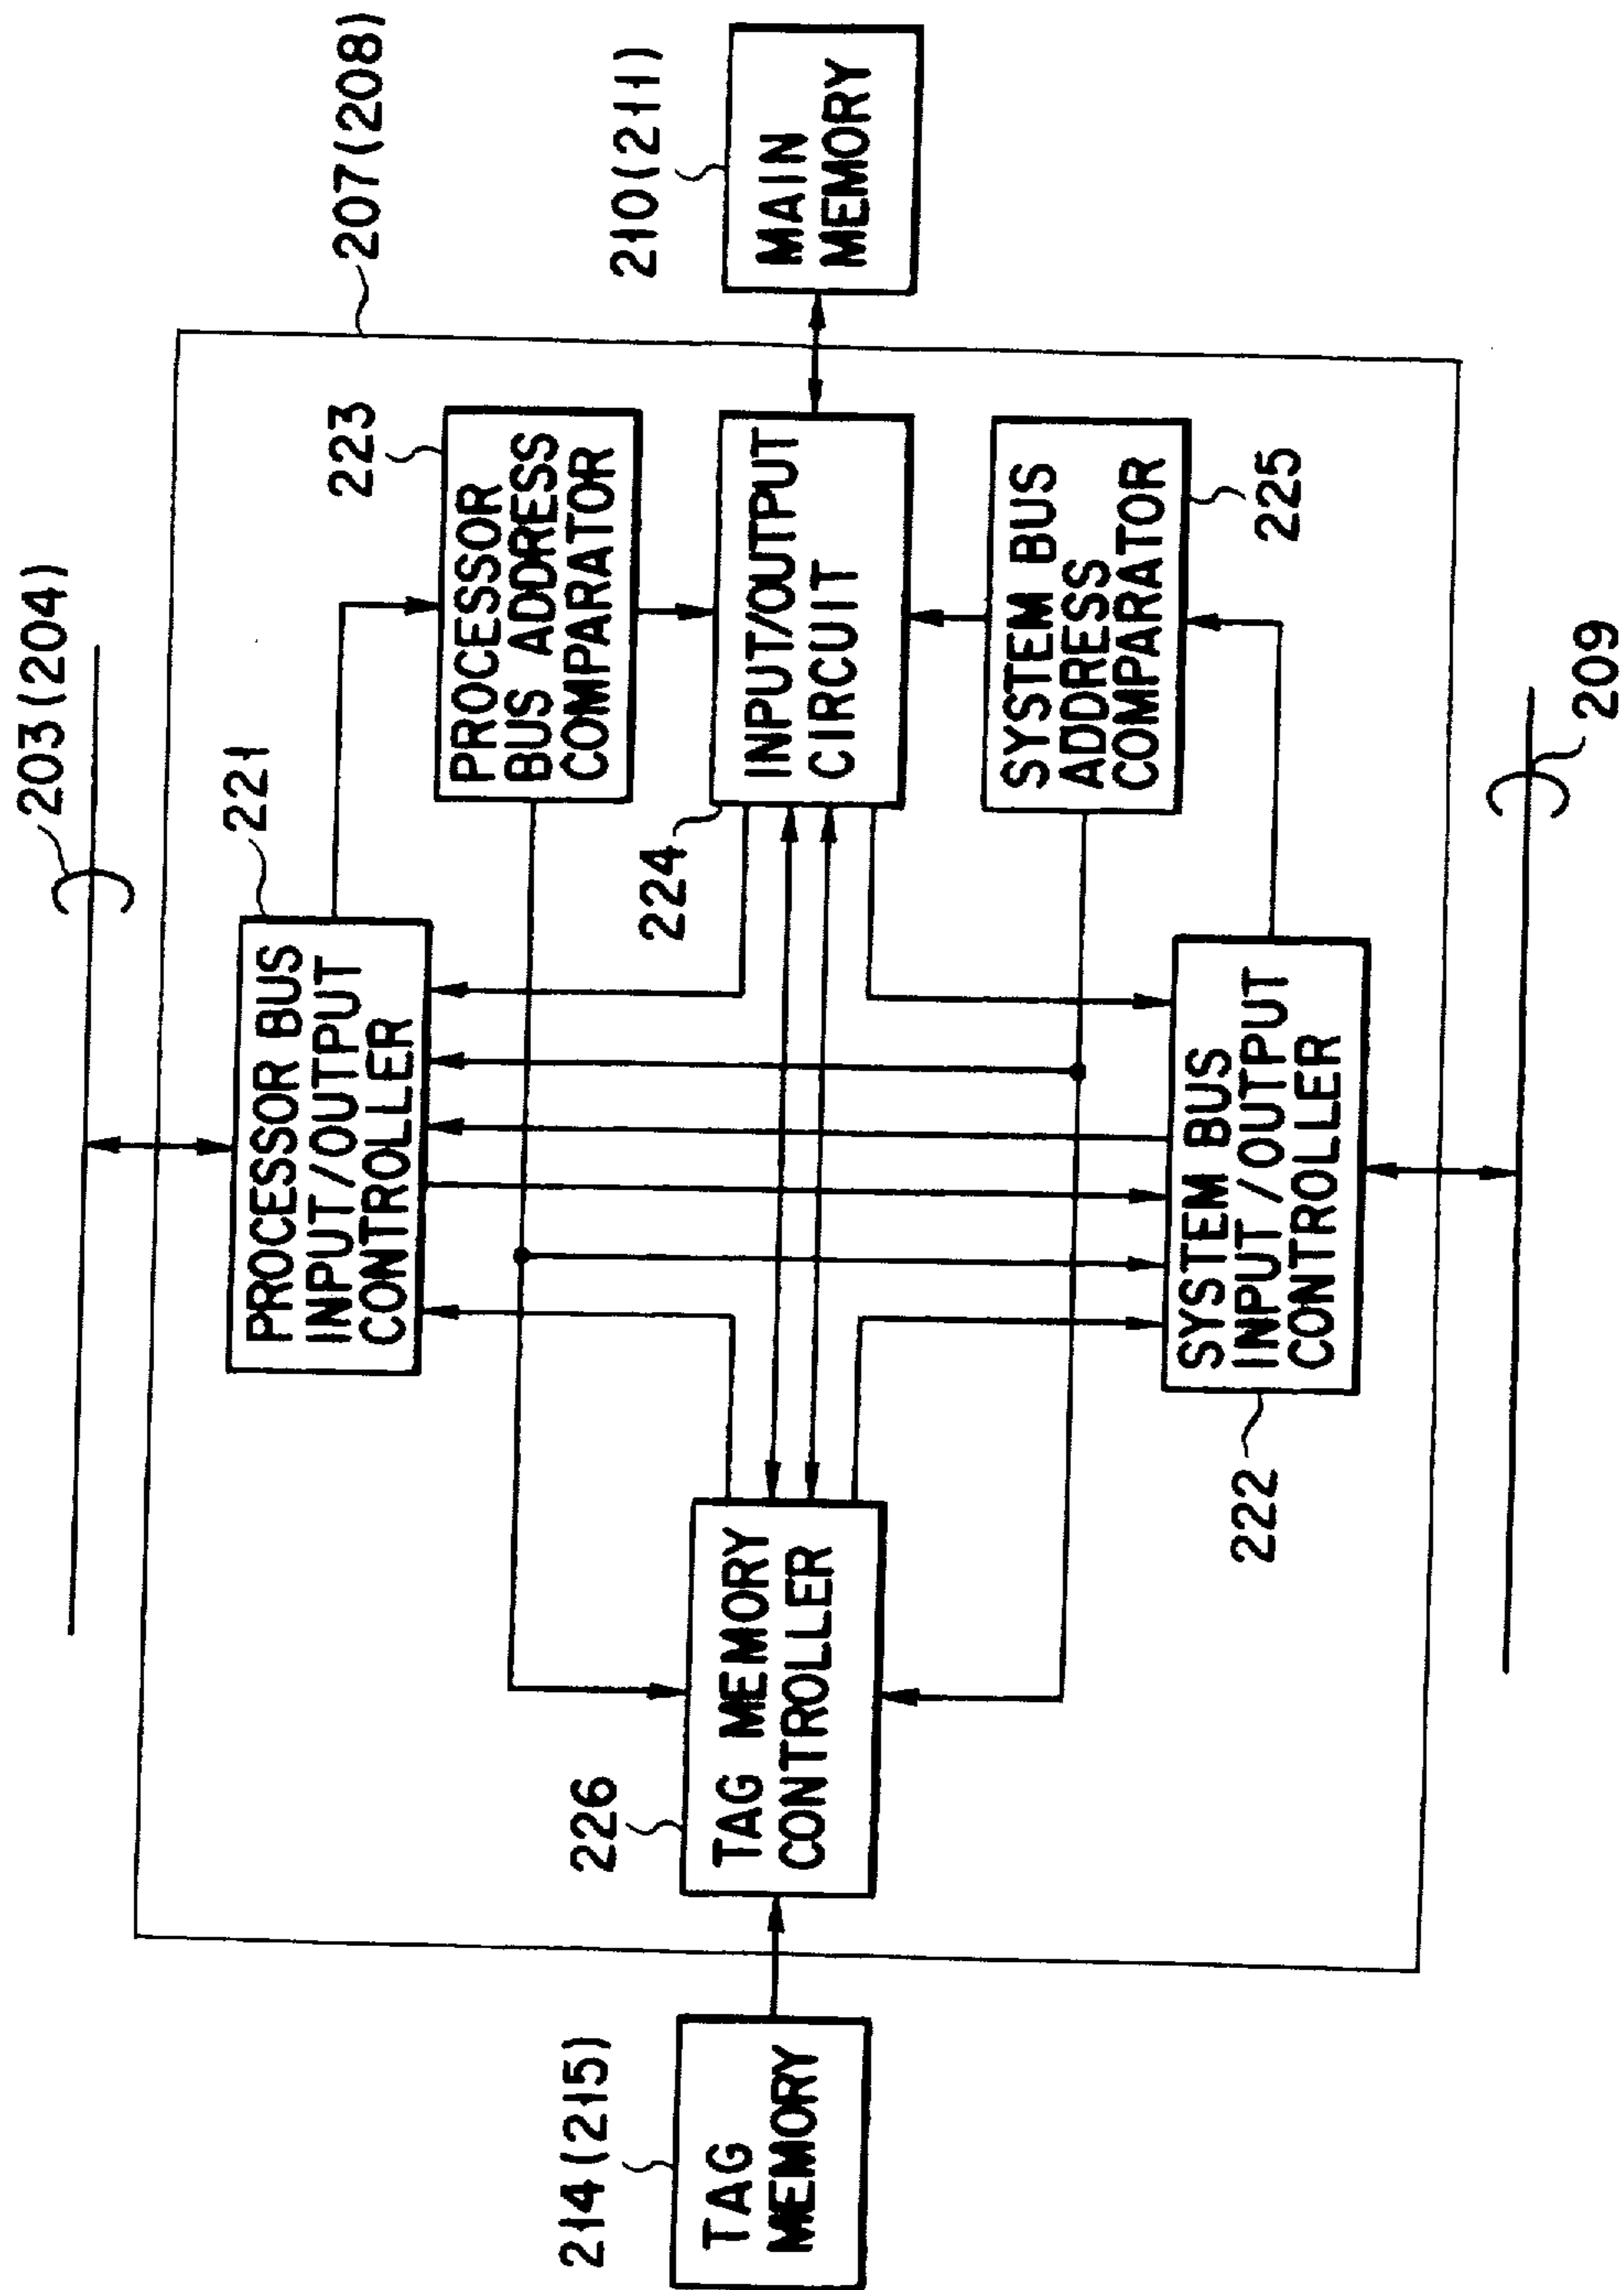 203(204)
207(208)
221
PROCESSOR BUS
INPUT/OUTPUT
CONTROLLER
223
PROCESSOR
BUS ADDRESS
COMPARATOR
210(211)
MAIN
MEMORY
224
INPUT/OUTPUT
CIRCUIT
214(215)
TAG
MEMORY
226
TAG MEMORY
CONTROLLER
SYSTEM BUS
ADDRESS
COMPARATOR
225
222
SYSTEM BUS
INPUT/OUTPUT
CONTROLLER
209